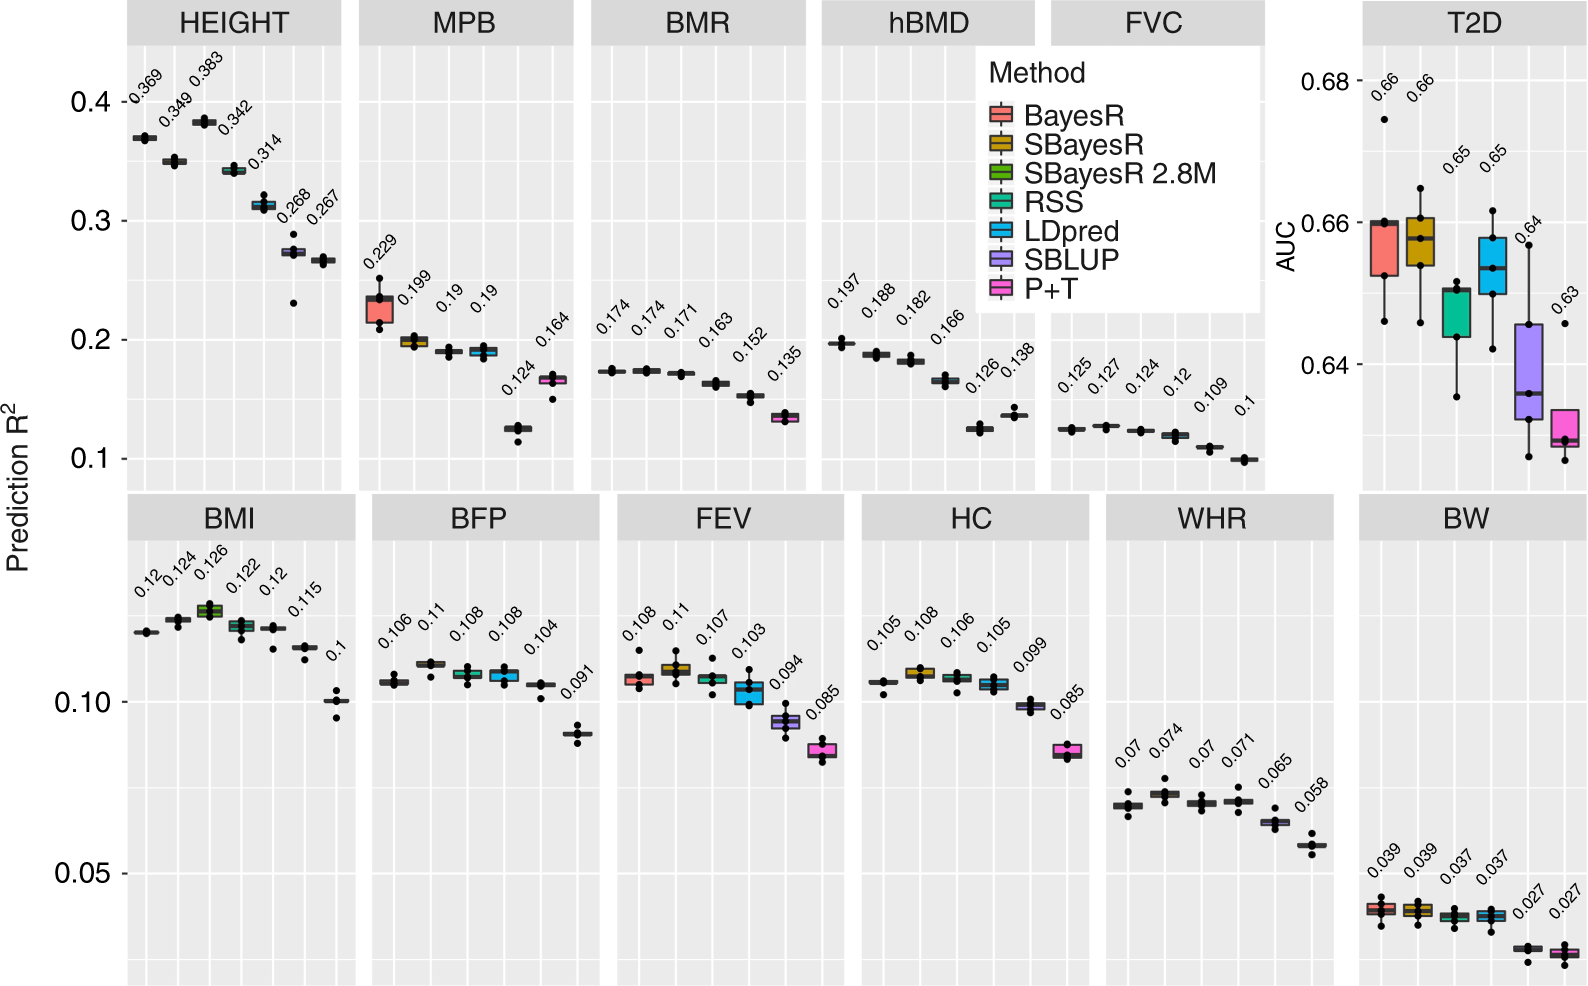 HEIGHT MPB BMR hBMD FVC T2D
Prediction R²
0.4
0.3
0.2
0.1
0.369 0.349 0.383 0.342 0.314 0.268 0.267
0.229 0.199 0.19 0.19 0.124 0.164
0.174 0.174 0.171 0.163 0.152 0.135
0.197 0.188 0.182 0.166 0.126 0.138
0.125 0.127 0.124 0.12 0.109 0.1
Method
BayesR
SBayesR
SBayesR 2.8M
RSS
LDpred
SBLUP
P+T
AUC
0.68
0.66
0.64
0.66 0.66 0.65 0.65 0.64 0.63
BMI BFP FEV HC WHR BW
0.10
0.05
0.12 0.124 0.126 0.122 0.12 0.115 0.1
0.106 0.11 0.108 0.108 0.104 0.091
0.108 0.11 0.107 0.103 0.094 0.085
0.105 0.108 0.106 0.105 0.099 0.085
0.07 0.074 0.07 0.071 0.065 0.058
0.039 0.039 0.037 0.037 0.027 0.027